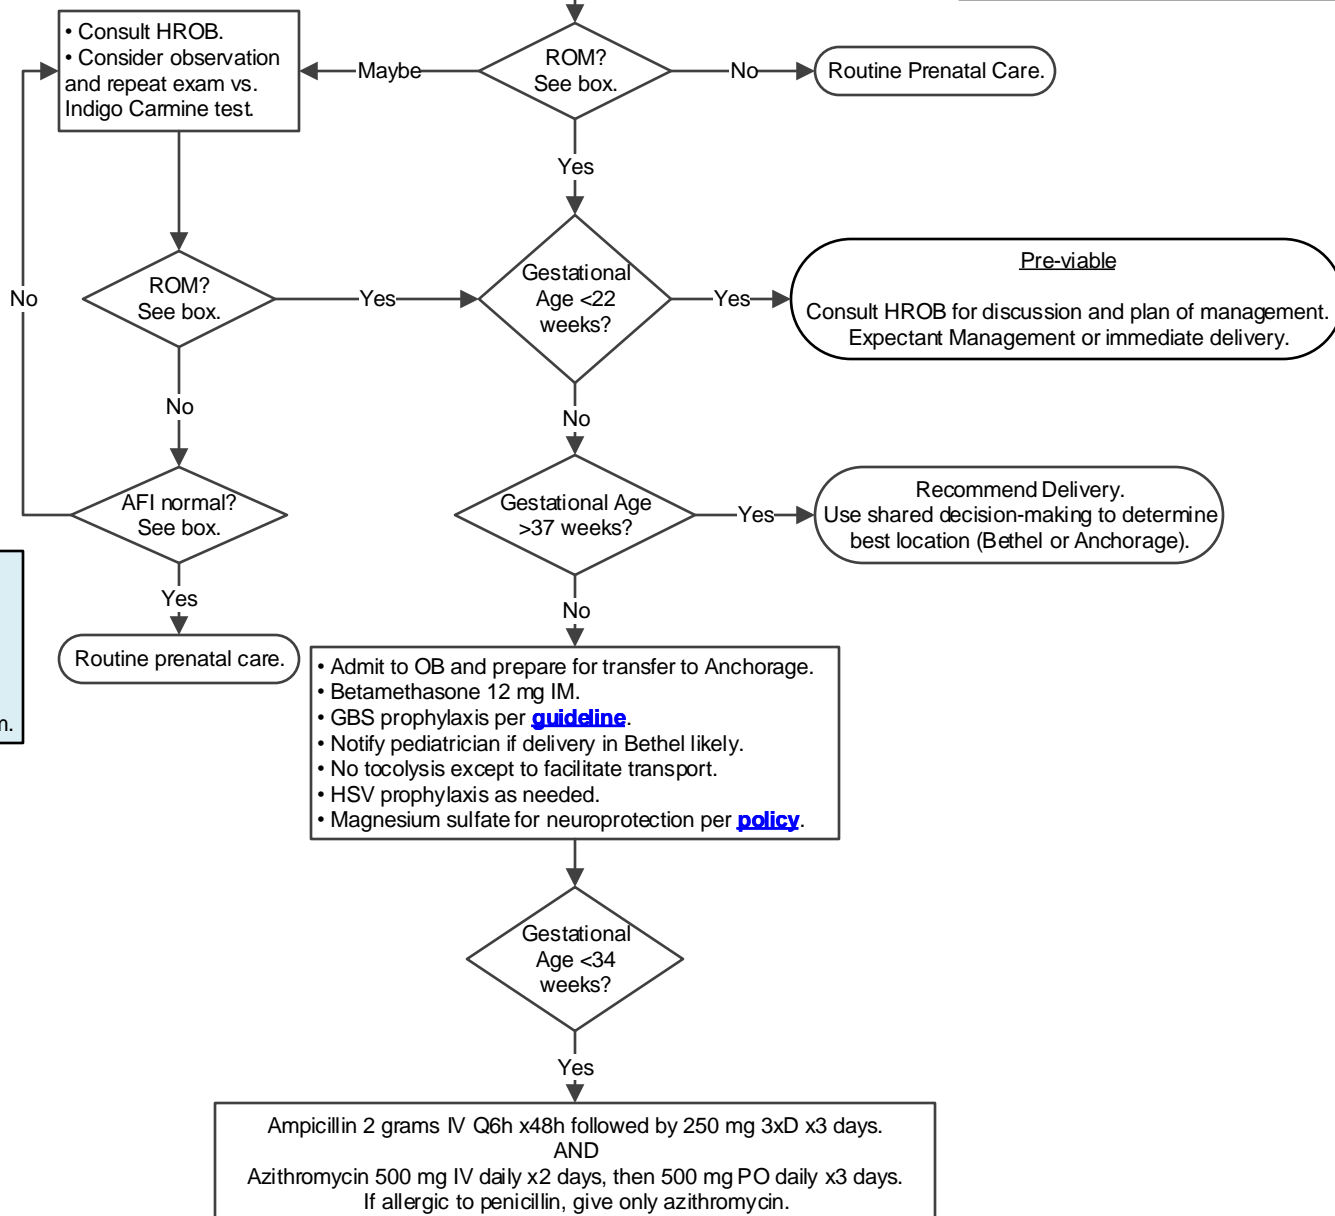 • Consult HROB.
• Consider observation
and repeat exam vs.
Indigo Carmine test.
Maybe
ROM?
See box.
No
Routine Prenatal Care.
Yes
No
ROM?
See box.
Yes
Gestational
Age <22
weeks?
Yes
Pre-viable
Consult HROB for discussion and plan of management.
Expectant Management or immediate delivery.
No
No
AFI normal?
See box.
Gestational Age
>37 weeks?
Yes
Recommend Delivery.
Use shared decision-making to determine
best location (Bethel or Anchorage).
Yes
No
Routine prenatal care.
• Admit to OB and prepare for transfer to Anchorage.
• Betamethasone 12 mg IM.
• GBS prophylaxis per guideline.
• Notify pediatrician if delivery in Bethel likely.
• No tocolysis except to facilitate transport.
• HSV prophylaxis as needed.
• Magnesium sulfate for neuroprotection per policy.
Gestational
Age <34
weeks?
Yes
Ampicillin 2 grams IV Q6h x48h followed by 250 mg 3xD x3 days.
AND
Azithromycin 500 mg IV daily x2 days, then 500 mg PO daily x3 days.
If allergic to penicillin, give only azithromycin.